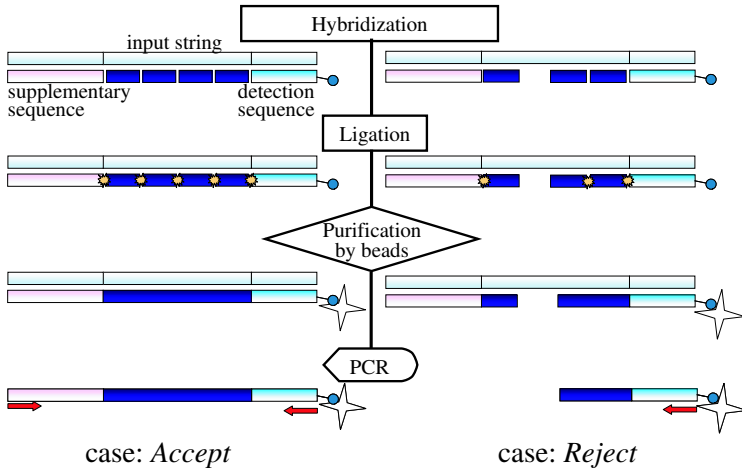 Hybridization
input string
supplementary
sequence
detection
sequence
Ligation
Purification
by beads
PCR
case: Accept
case: Reject